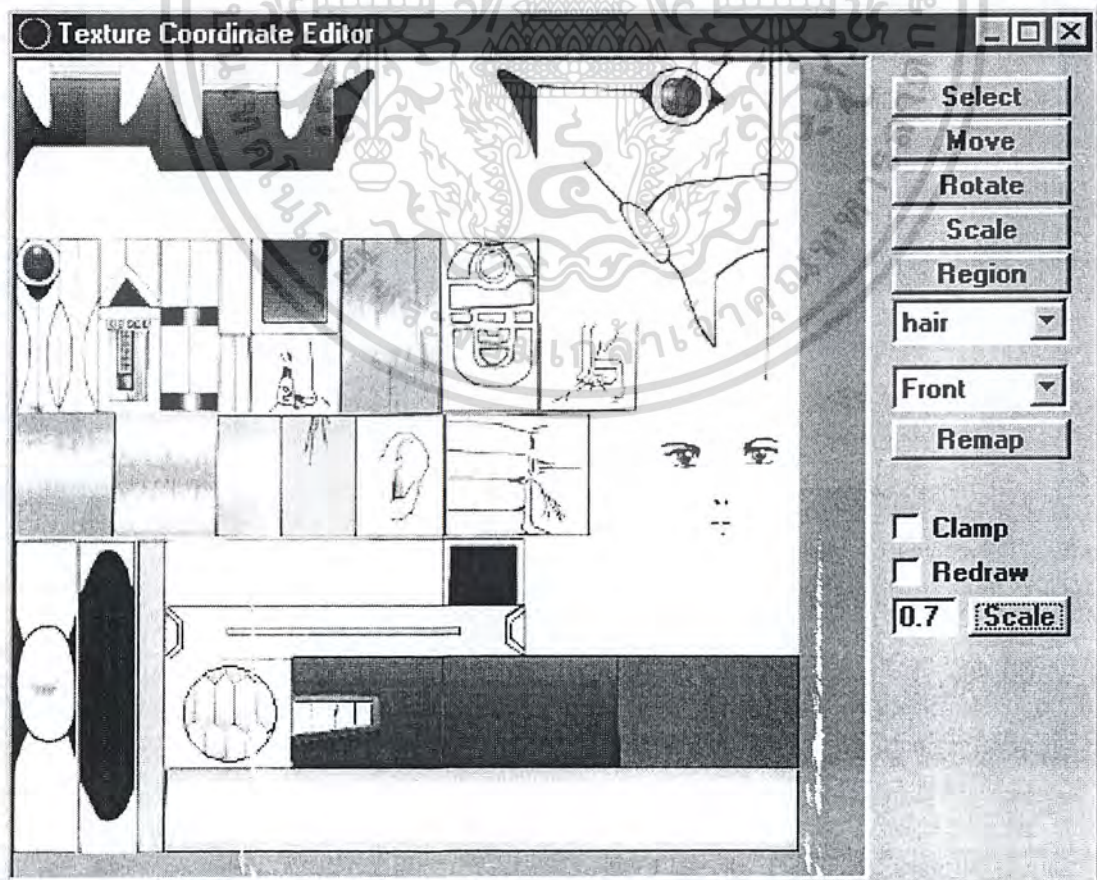 Texture Coordinate Editor
Select
Move
Rotate
Scale
Region
hair
Front
Remap
Clamp
Redraw
0.7 Scale